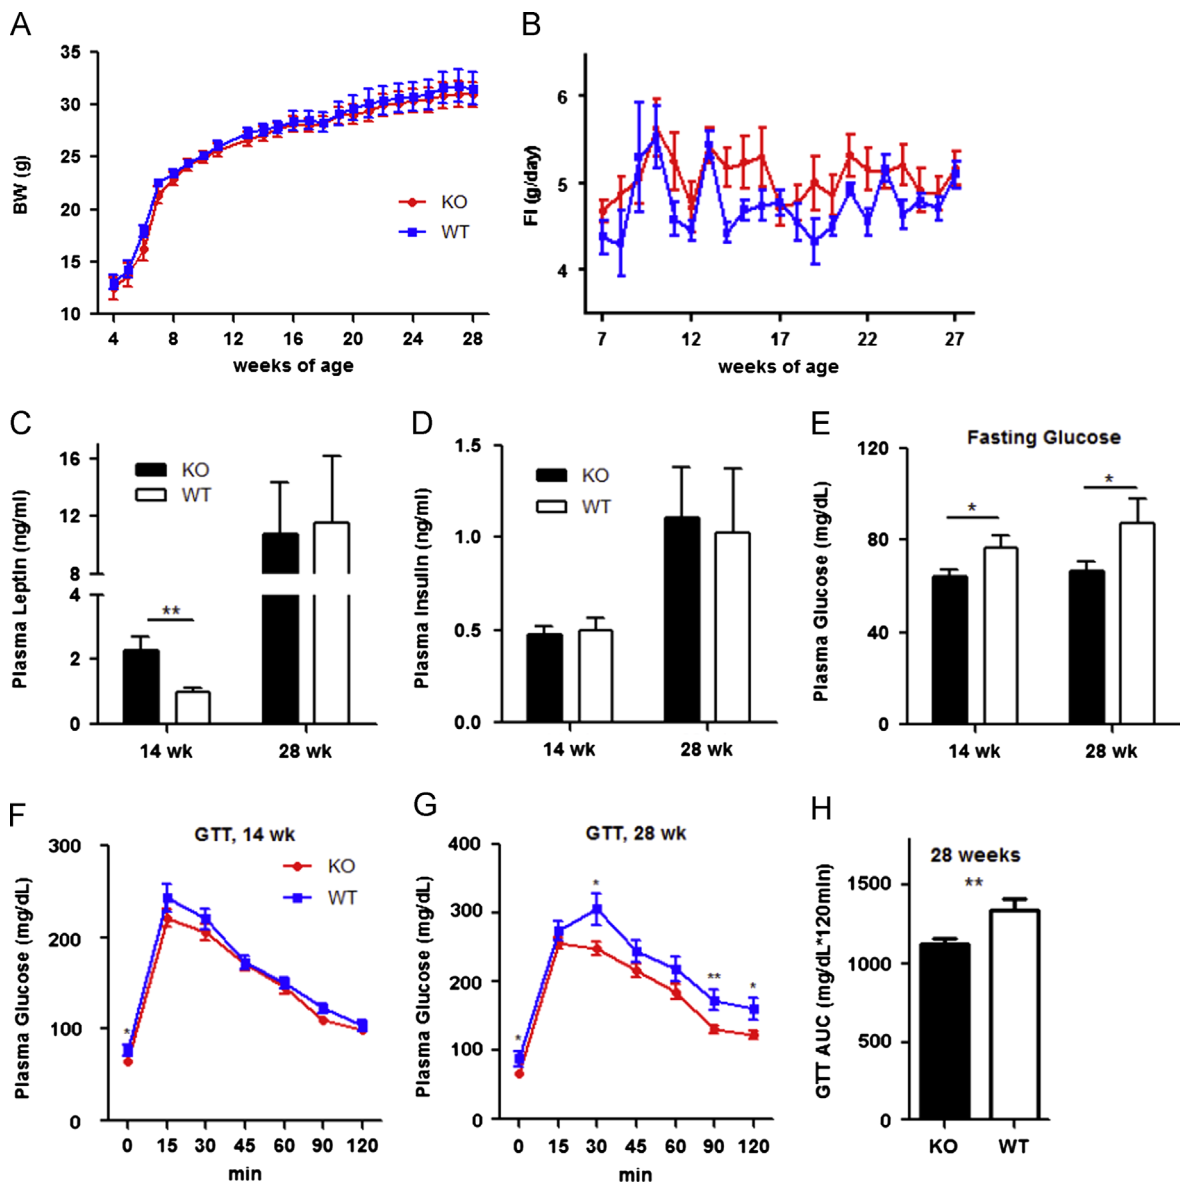 A
BW (g)
35
30
25
20
15
10
KO
WT
4 8 12 16 20 24 28
weeks of age
B
FI (g/day)
6
5
4
7 12 17 22 27
weeks of age
C
Plasma Leptin (ng/ml)
16
12
8
4
2
0
KO
WT
**
14 wk 28 wk
D
Plasma Insulin (ng/ml)
1.5
1.0
0.5
0.0
KO
WT
14 wk 28 wk
E
Fasting Glucose
Plasma Glucose (mg/dL)
120
80
40
0
*
*
14 wk 28 wk
F
GTT, 14 wk
Plasma Glucose (mg/dL)
300
200
100
0
KO
WT
*
0 15 30 45 60 90 120
min
G
GTT, 28 wk
Plasma Glucose (mg/dL)
400
300
200
100
0
*
*
**
*
0 15 30 45 60 90 120
min
H
28 weeks
**
GTT AUC (mg/dL*120min)
1500
1000
500
0
KO WT